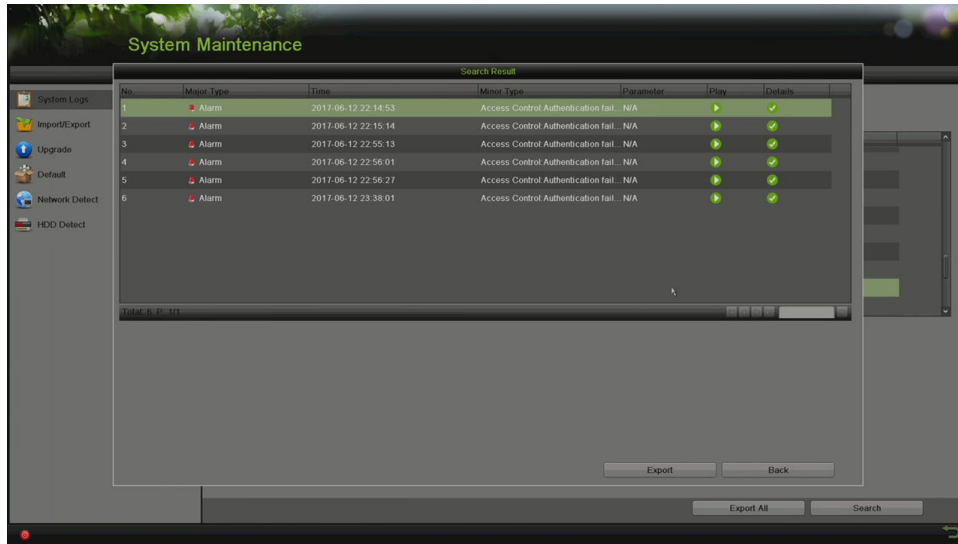 System Maintenance
Search Result
No. Major Type Time Minor Type Parameter Play Details
1 Alarm 2017-06-12 22:14:53 Access Control:Authentication fail... N/A
2 Alarm 2017-06-12 22:15:14 Access Control:Authentication fail... N/A
3 Alarm 2017-06-12 22:55:13 Access Control:Authentication fail... N/A
4 Alarm 2017-06-12 22:56:01 Access Control:Authentication fail... N/A
5 Alarm 2017-06-12 22:56:27 Access Control:Authentication fail... N/A
6 Alarm 2017-06-12 23:38:01 Access Control:Authentication fail... N/A
Total: 6 P: 1/1
System Logs
Import/Export
Upgrade
Default
Network Detect
HDD Detect
Export Back
Export All Search